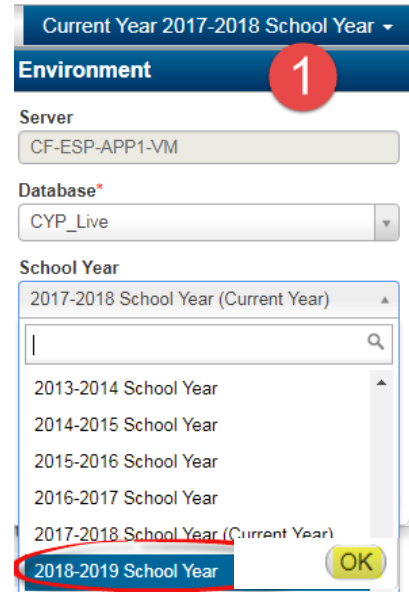 Current Year 2017-2018 School Year
Environment
1
Server
CF-ESP-APP1-VM
Database*
CYP_Live
School Year
2017-2018 School Year (Current Year)
2013-2014 School Year
2014-2015 School Year
2015-2016 School Year
2016-2017 School Year
2017-2018 School Year (Current Year)
2018-2019 School Year
OK